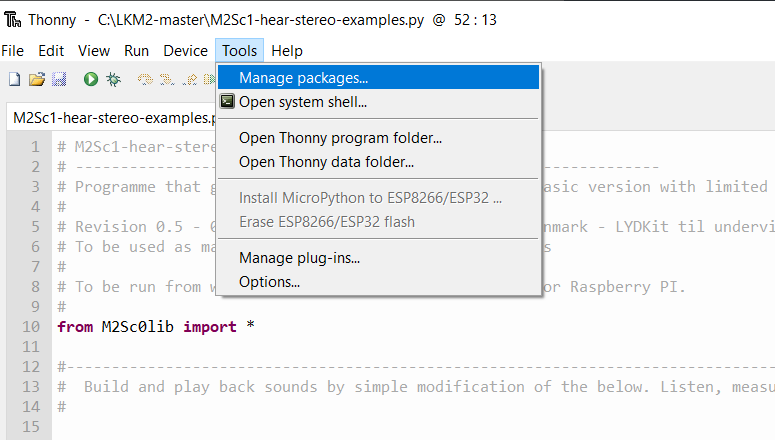 Thonny - C:\LKM2-master\M2Sc1-hear-stereo-examples.py @ 52 : 13
File Edit View Run Device Tools Help
Manage packages...
Open system shell...
Open Thonny program folder...
Open Thonny data folder...
Install MicroPython to ESP8266/ESP32 ...
Erase ESP8266/ESP32 flash
Manage plug-ins...
Options...
M2Sc1-hear-stereo-examples.p
1 # M2Sc1-hear-stere
2 # ----------------------------------------------------------
3 # Programme that g asic version with limited
4 #
5 # Revision 0.5 - 0 nmark - LYDKit til undervi
6 # To be used as ma s
7 #
8 # To be run from w or Raspberry PI.
9 #
10 from M2Sc0lib import *
11
12 #----------------------------------------------------------------------
13 # Build and play back sounds by simple modification of the below. Listen, measu
14 #
15